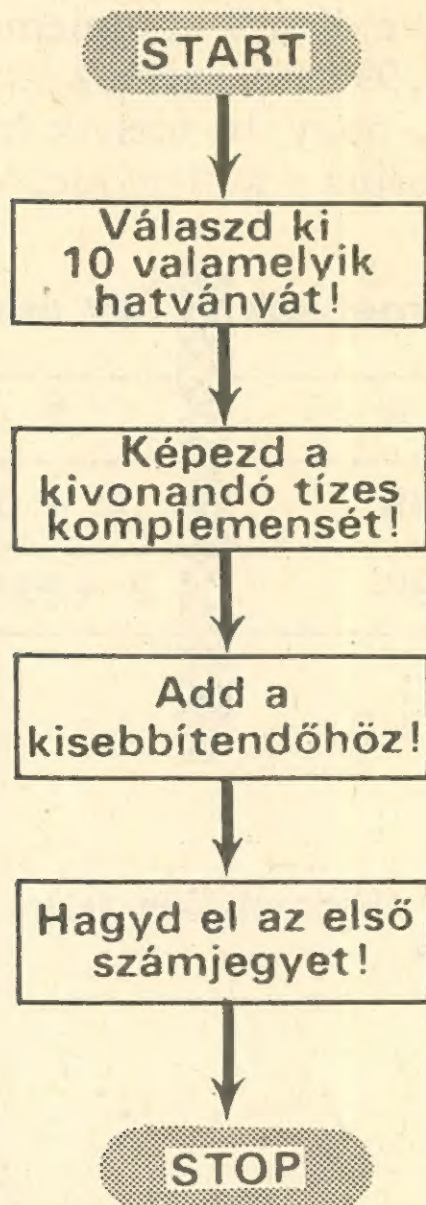 START
Válaszd ki
10 valamelyik
hatványát!
Képezd a
kivonandó tízes
komplemensét!
Add a
kisebbítendőhöz!
Hagyd el az első
számjegyet!
STOP